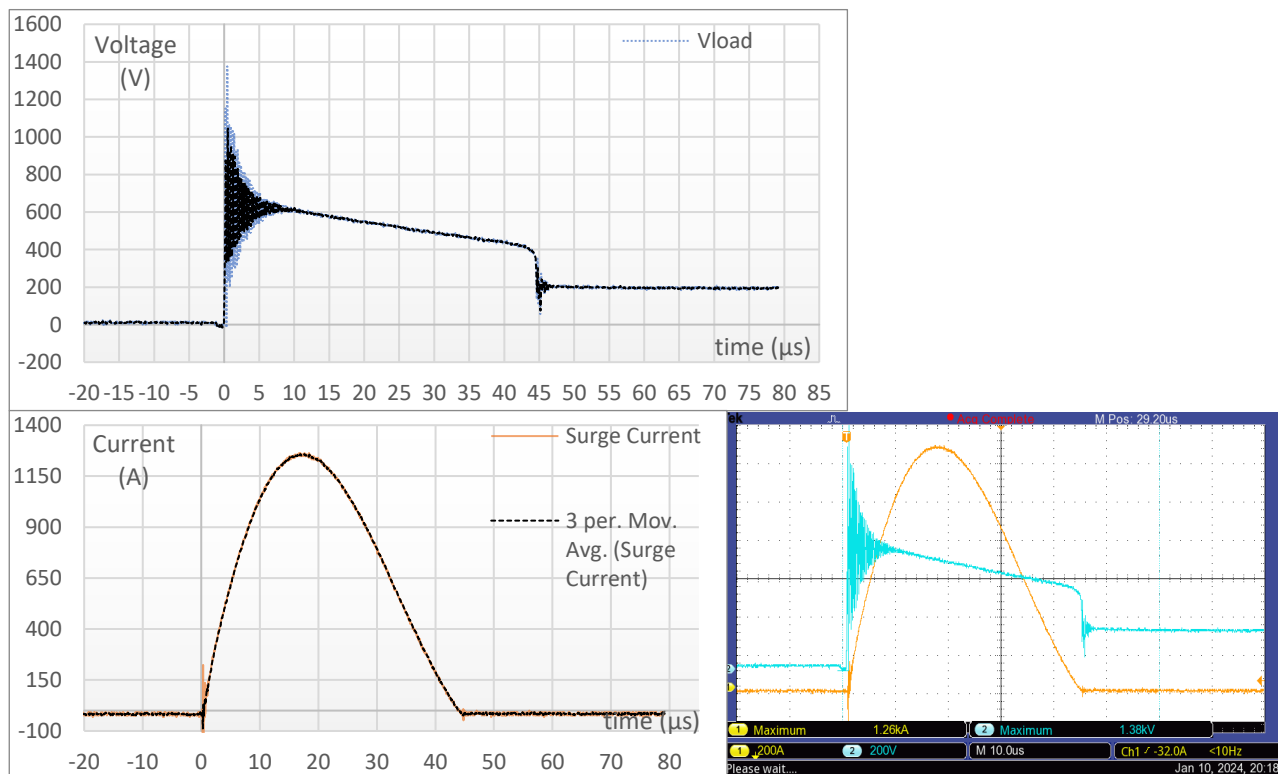 1600
1400
1200
1000
800
600
400
200
0
-200
Voltage
(V)
Vload
time (µs)
-20 -15 -10 -5 0 5 10 15 20 25 30 35 40 45 50 55 60 65 70 75 80 85
1400
1150
900
650
400
150
-100
Current
(A)
Surge Current
3 per. Mov.
Avg. (Surge
Current)
time (µs)
-20 -10 0 10 20 30 40 50 60 70 80
M Pos: 29.20us
2
1
1 Maximum 1.26kA 2 Maximum 1.38kV
1 200A 2 200V M 10.0us Ch1 -32.0A <10Hz
Please wait.... Jan 10, 2024, 20:18